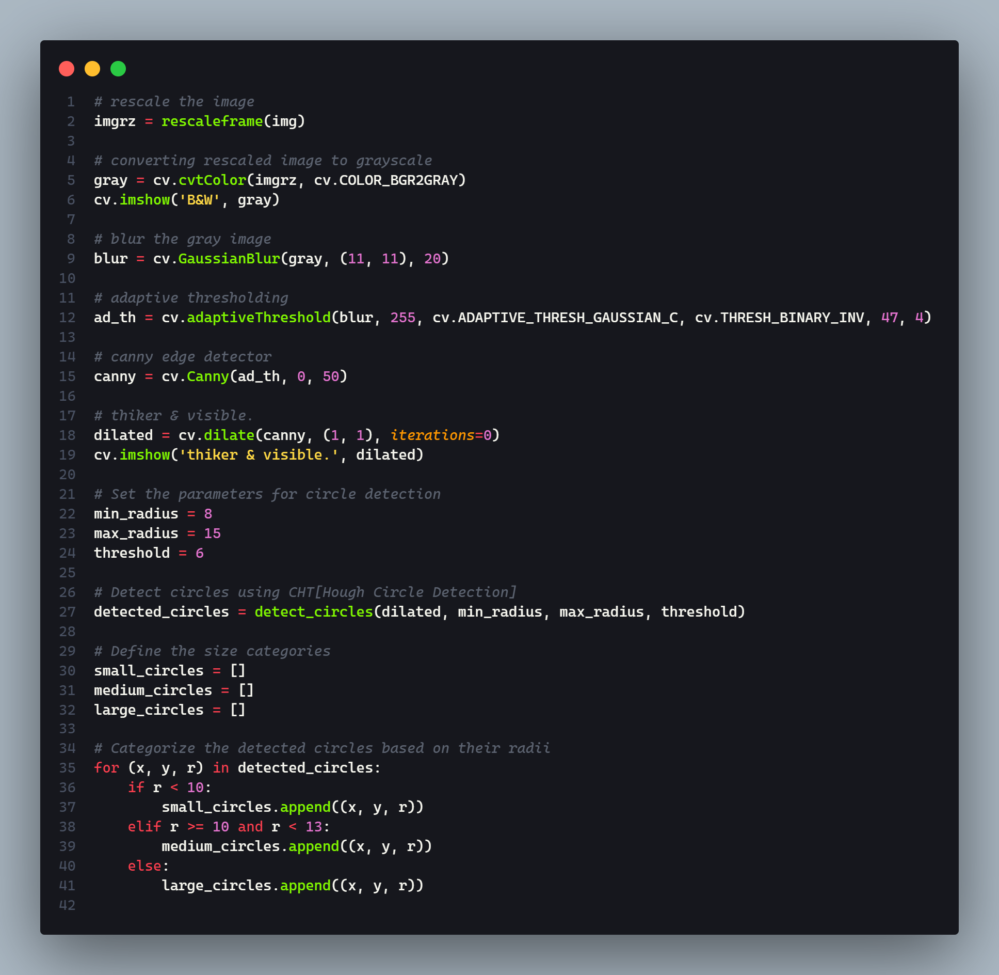 1 # rescale the image
2 imgrz = rescaleframe(img)
3
4 # converting rescaled image to grayscale
5 gray = cv.cvtColor(imgrz, cv.COLOR_BGR2GRAY)
6 cv.imshow('B&W', gray)
7
8 # blur the gray image
9 blur = cv.GaussianBlur(gray, (11, 11), 20)
10
11 # adaptive thresholding
12 ad_th = cv.adaptiveThreshold(blur, 255, cv.ADAPTIVE_THRESH_GAUSSIAN_C, cv.THRESH_BINARY_INV, 47, 4)
13
14 # canny edge detector
15 canny = cv.Canny(ad_th, 0, 50)
16
17 # thiker & visible.
18 dilated = cv.dilate(canny, (1, 1), iterations=0)
19 cv.imshow('thiker & visible.', dilated)
20
21 # Set the parameters for circle detection
22 min_radius = 8
23 max_radius = 15
24 threshold = 6
25
26 # Detect circles using CHT[Hough Circle Detection]
27 detected_circles = detect_circles(dilated, min_radius, max_radius, threshold)
28
29 # Define the size categories
30 small_circles = []
31 medium_circles = []
32 large_circles = []
33
34 # Categorize the detected circles based on their radii
35 for (x, y, r) in detected_circles:
36     if r < 10:
37         small_circles.append((x, y, r))
38     elif r >= 10 and r < 13:
39         medium_circles.append((x, y, r))
40     else:
41         large_circles.append((x, y, r))
42